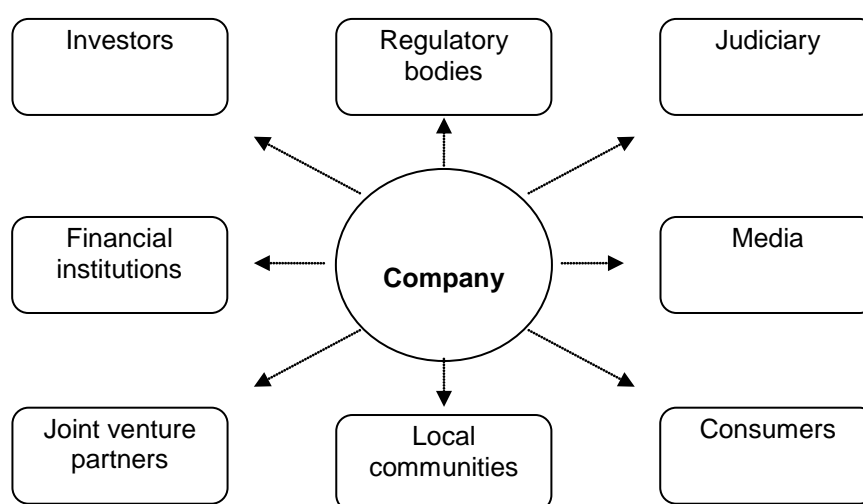 Investors
Regulatory
bodies
Judiciary
Financial
institutions
Company
Media
Joint venture
partners
Local
communities
Consumers